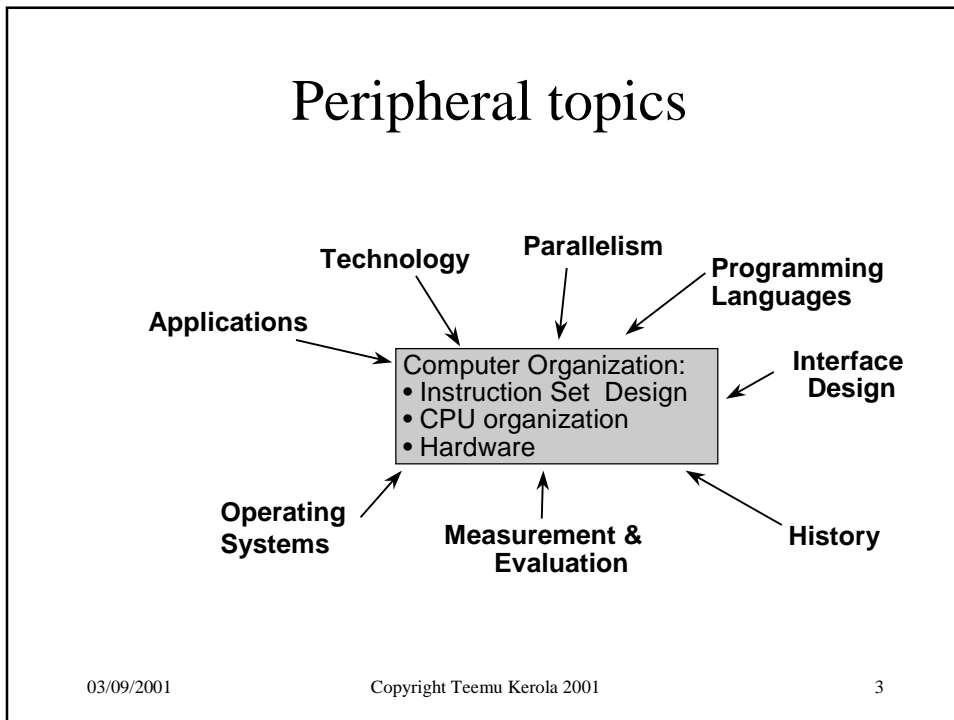 Peripheral topics
Parallelism
Technology
Programming
Languages
Applications
Computer Organization:
• Instruction Set Design
• CPU organization
• Hardware
Interface
Design
Operating
Systems
Measurement &
Evaluation
History
03/09/2001
Copyright Teemu Kerola 2001
3